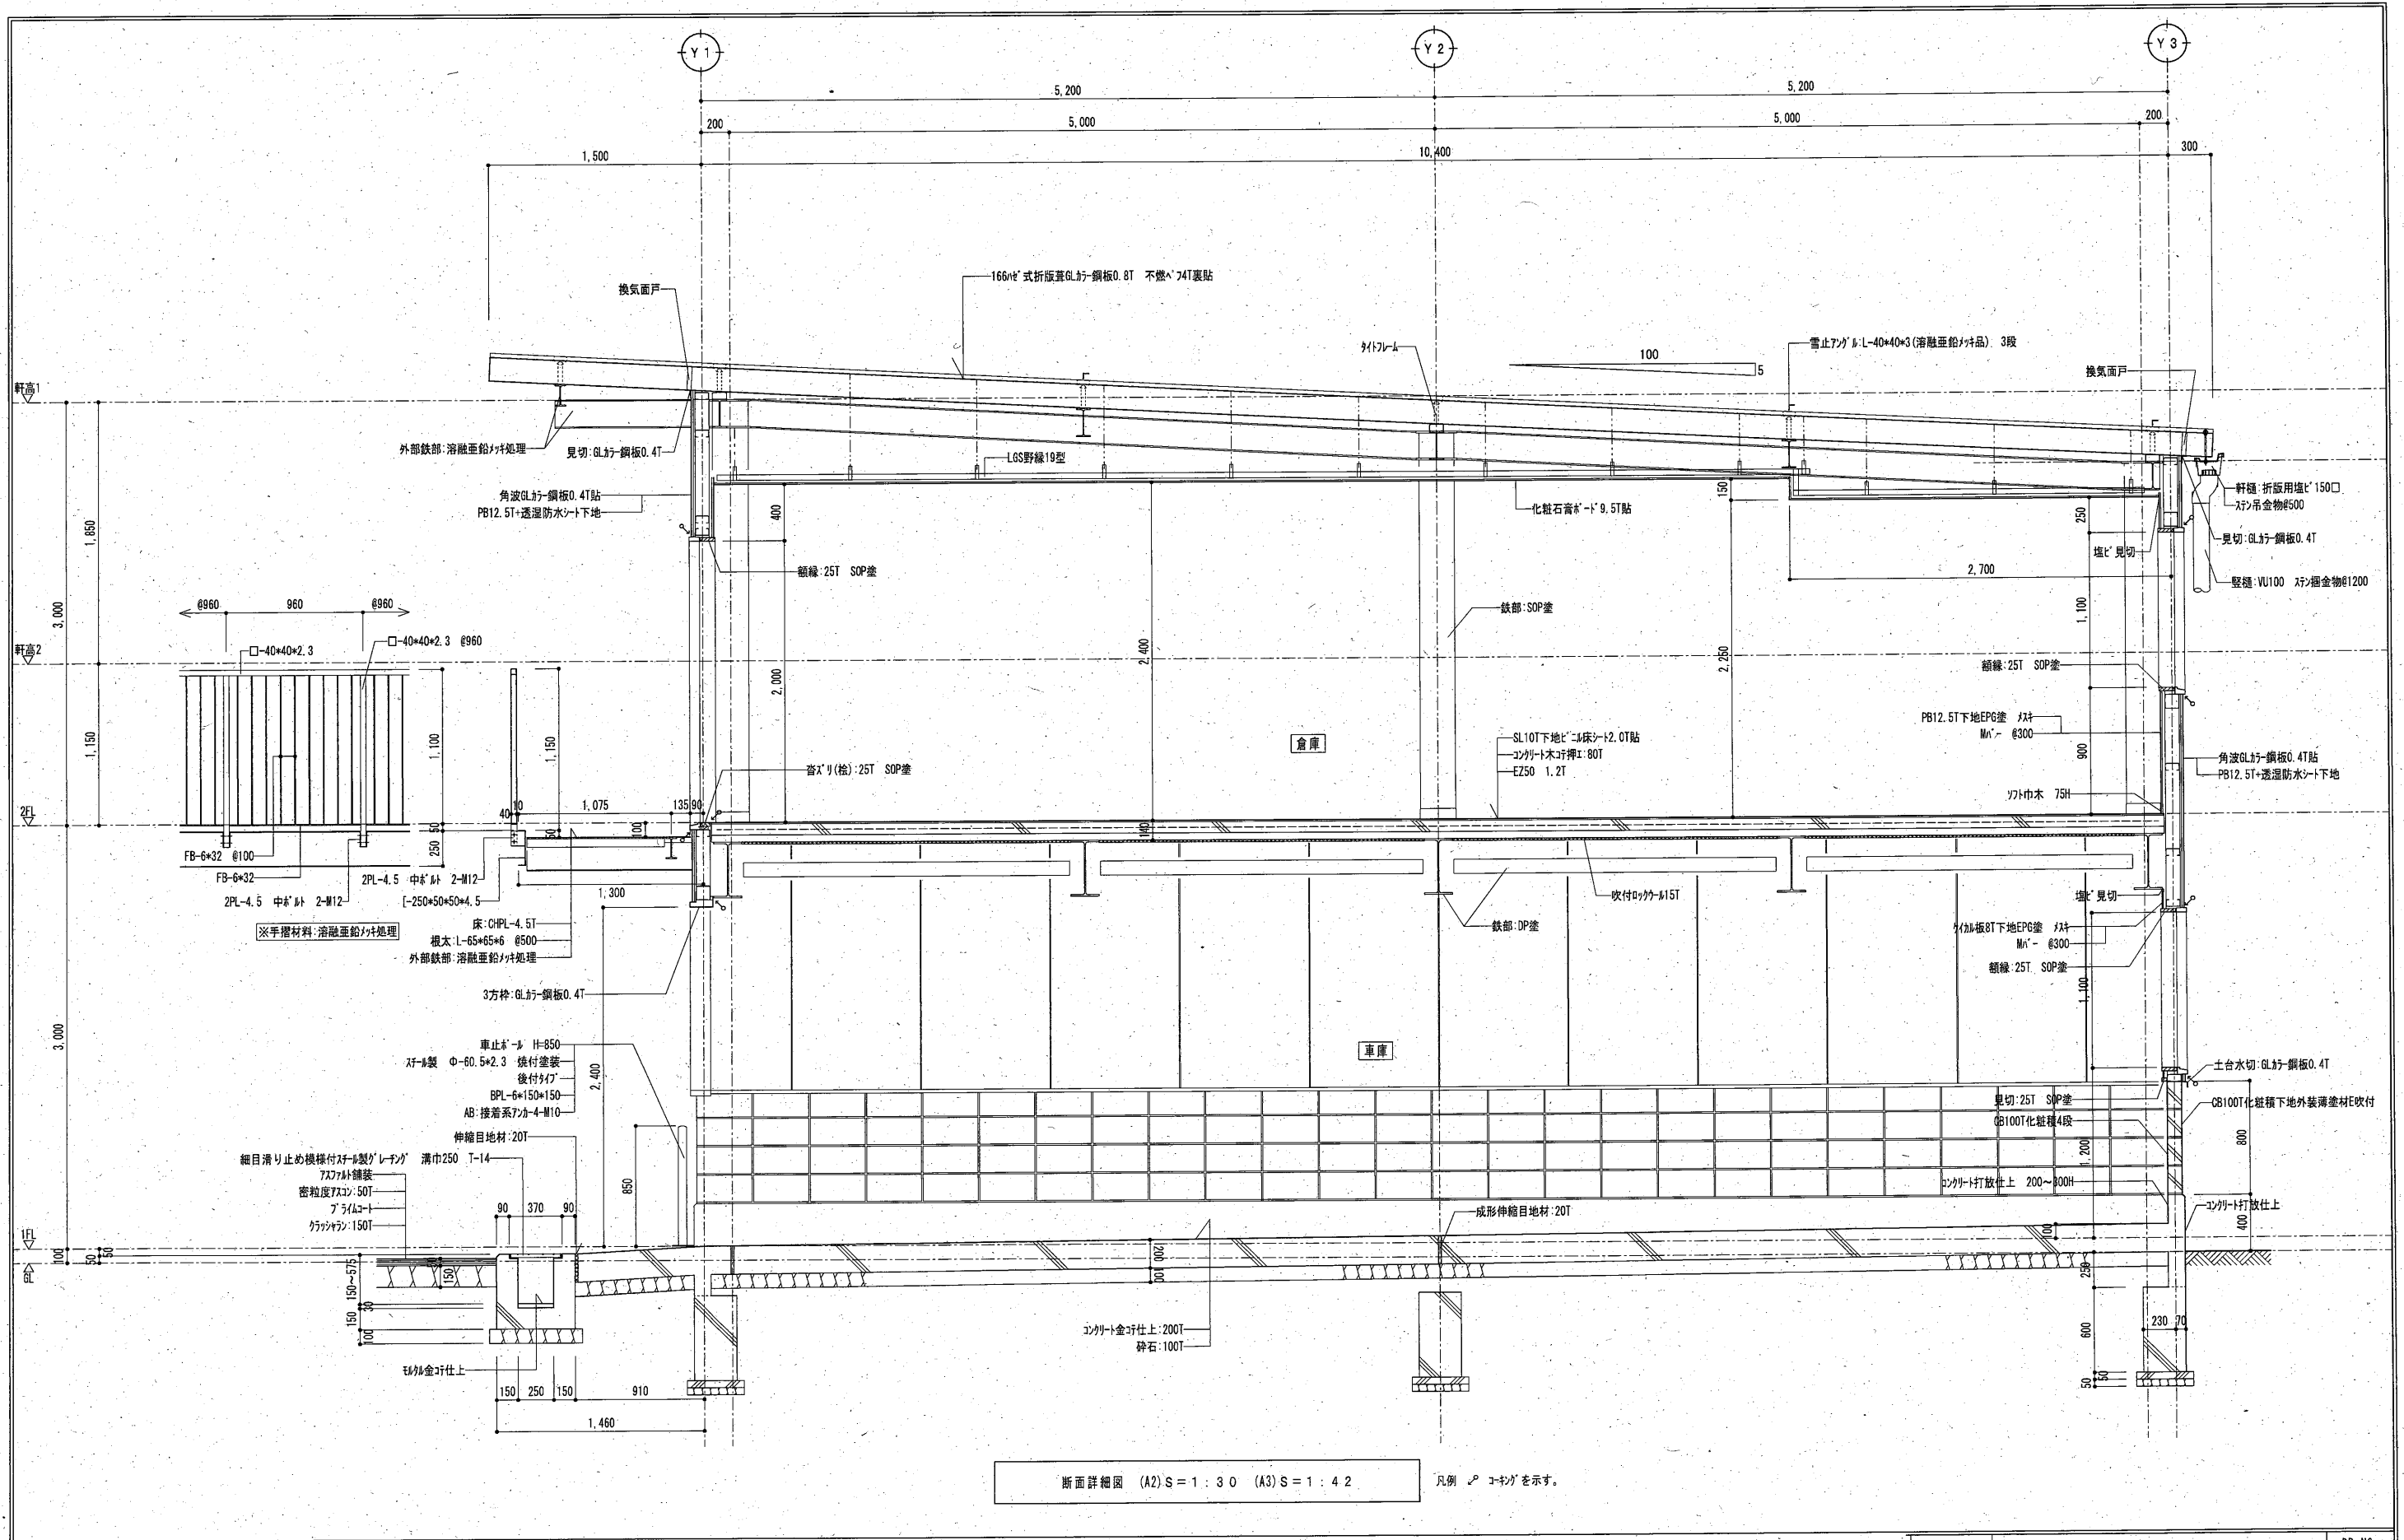 Y 1
Y 2
Y 3
5,200
5,200
200
5,000
5,000
200
1,500
10,400
300
166ﾊｾﾞ式折版葺GLｶﾗｰ鋼板0.8T 不燃ﾍﾟﾌ4T裏貼
換気面戸
ﾀｲﾄﾌﾚｰﾑ
雪止ｱﾝｸﾞﾙ:L-40*40*3(溶融亜鉛ﾒｯｷ品) 3段
100
5
換気面戸
軒高1
外部鉄部:溶融亜鉛ﾒｯｷ処理
見切:GLｶﾗｰ鋼板0.4T
LGS野縁19型
角波GLｶﾗｰ鋼板0.4T貼
PB12.5T+透湿防水ｼｰﾄ下地
400
化粧石膏ﾎﾞｰﾄﾞ9.5T貼
150
250
軒樋:折版用塩ﾋﾞ150□
ｽﾃﾝ吊金物@500
見切:GLｶﾗｰ鋼板0.4T
塩ﾋﾞ見切
1,850
額縁:25T SOP塗
2,700
竪樋:VU100 ｽﾃﾝ掴金物@1200
3,000
@960
960
@960
鉄部:SOP塗
1,100
軒高2
□-40*40*2.3
□-40*40*2.3 @960
2,000
2,400
2,250
額縁:25T SOP塗
1,150
1,100
1,150
倉庫
SL10T下地ﾋﾞﾆﾙ床ｼｰﾄ2.0T貼
ｺﾝｸﾘｰﾄ木ｺﾃ押ｴ:80T
EZ50 1.2T
PB12.5T下地EPG塗 ﾒｽｷ
Mﾊﾞｰ @300
900
角波GLｶﾗｰ鋼板0.4T貼
PB12.5T+透湿防水ｼｰﾄ下地
沓ｽﾞﾘ(桧):25T SOP塗
ｿﾌﾄ巾木 75H
2FL
40
10
1,075
135
90
50
250
50
100
140
FB-6*32 @100
FB-6*32
2PL-4.5 中ﾎﾞﾙﾄ 2-M12
2PL-4.5 中ﾎﾞﾙﾄ 2-M12
[-250*50*50*4.5
1,300
※手摺材料:溶融亜鉛ﾒｯｷ処理
床:CHPL-4.5T
根太:L-65*65*6 @500
外部鉄部:溶融亜鉛ﾒｯｷ処理
吹付ﾛｯｸｳｰﾙ15T
鉄部:DP塗
塩ﾋﾞ見切
ｹｲｶﾙ板8T下地EPG塗 ﾒｽｷ
Mﾊﾞｰ @300
額縁:25T SOP塗
1,100
3方枠:GLｶﾗｰ鋼板0.4T
3,000
2,400
車庫
車止ﾎﾟｰﾙ H=850
ｽﾁｰﾙ製 Φ-60.5*2.3 焼付塗装
後付ﾀｲﾌﾟ
BPL-6*150*150
AB:接着系ｱﾝｶｰ4-M10
土台水切:GLｶﾗｰ鋼板0.4T
見切:25T SOP塗
CB100T化粧積下地外装薄塗材E吹付
CB100T化粧積4段
800
1,200
伸縮目地材:20T
細目滑り止め模様付ｽﾁｰﾙ製ｸﾞﾚｰﾁﾝｸﾞ 溝巾250 T-14
ｱｽﾌｧﾙﾄ舗装
密粒度ｱｽｺﾝ:50T
ﾌﾟﾗｲﾑｺｰﾄ
ｸﾗｯｼｬﾗﾝ:150T
850
90
370
90
ｺﾝｸﾘｰﾄ打放仕上 200～300H
ｺﾝｸﾘｰﾄ打放仕上
成形伸縮目地材:20T
400
100
1FL
GL
100
50
50
50
150
150～575
30
150
100
200
100
250
600
230
70
50
50
ｺﾝｸﾘｰﾄ金ｺﾃ仕上:200T
砕石:100T
ﾓﾙﾀﾙ金ｺﾃ仕上
150
250
150
910
1,460
断面詳細図 (A2)S=1:30 (A3)S=1:42
凡例 ｺｰｷﾝｸﾞを示す。